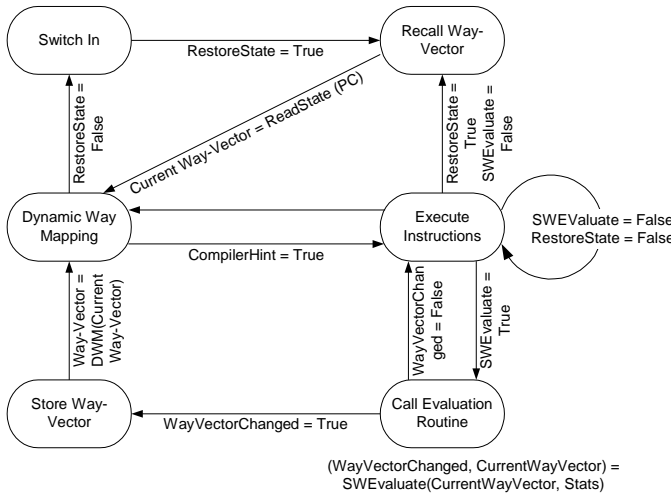 Switch In
RestoreState = True
Recall Way-
Vector
RestoreState =
False
Current Way-Vector = ReadState (PC)
RestoreState =
True
SWEvaluate =
False
Dynamic Way
Mapping
CompilerHint = True
Execute
Instructions
SWEValuate = False
RestoreState = False
Way-Vector =
DWM(Current
Way-Vector)
WayVectorChan
ged = False
SWEvaluate =
True
Store Way-
Vector
WayVectorChanged = True
Call Evaluation
Routine
(WayVectorChanged, CurrentWayVector) =
SWEvaluate(CurrentWayVector, Stats)